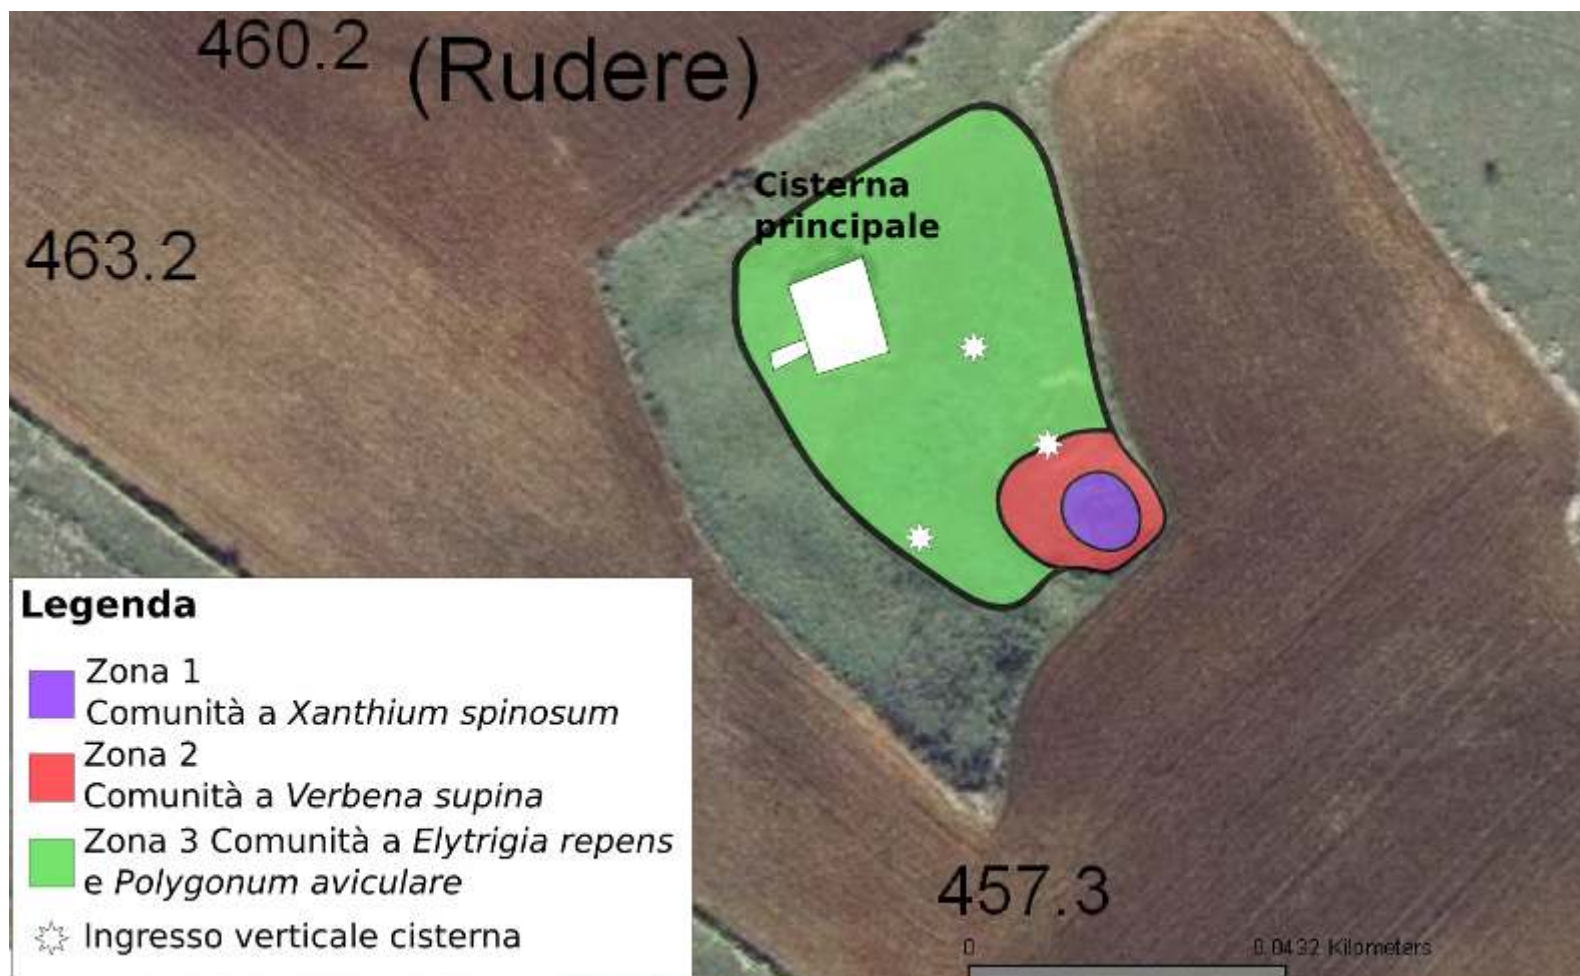 460.2 (Rudere)
463.2
Cisterna
principale
Legenda
Zona 1
Comunità a Xanthium spinosum
Zona 2
Comunità a Verbena supina
Zona 3 Comunità a Elytrigia repens
e Polygonum aviculare
Ingresso verticale cisterna
457.3
0 0.0432 Kilometers